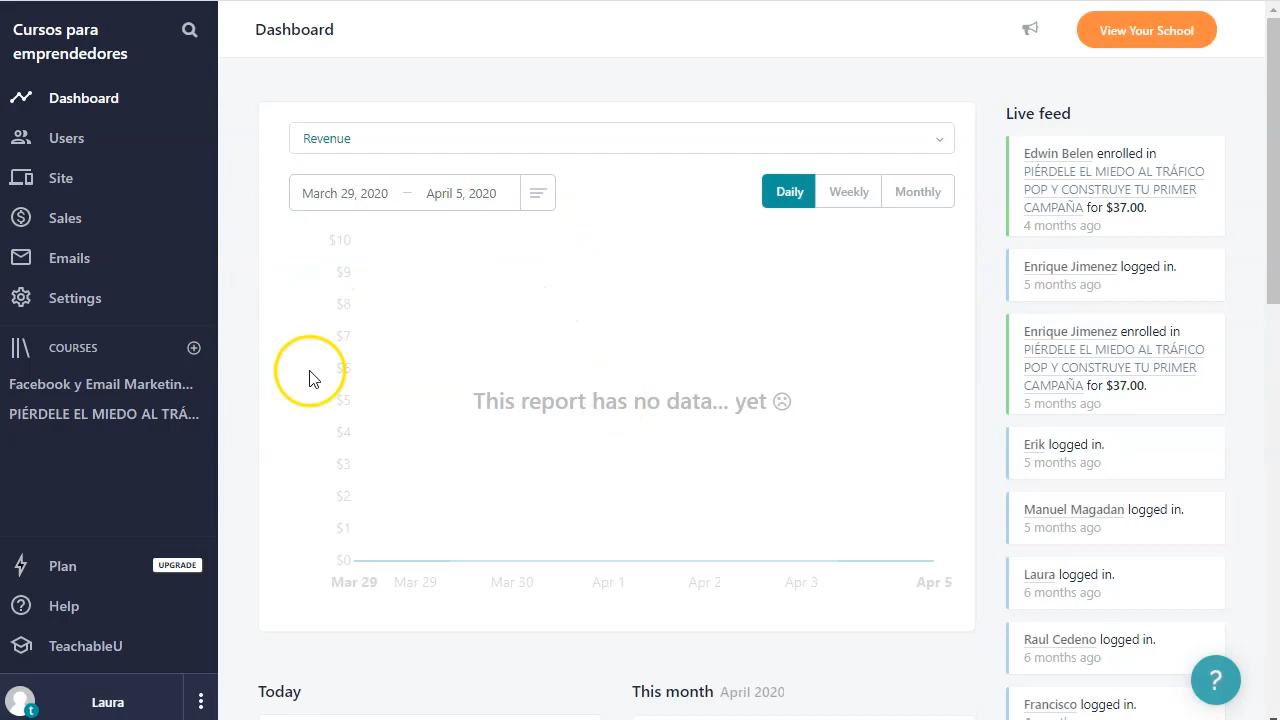 Cursos para
emprendedores
Dashboard
Users
Site
Sales
Emails
Settings
COURSES
Facebook y Email Marketin...
PIÉRDELE EL MIEDO AL TRÁ...
Plan
UPGRADE
Help
TeachableU
t
Laura
Dashboard
View Your School
Revenue
March 29, 2020 – April 5, 2020
Daily
Weekly
Monthly
$10
$9
$8
$7
$6
$5
$4
$3
$2
$1
$0
This report has no data... yet ☹
Mar 29
Mar 29
Mar 30
Apr 1
Apr 2
Apr 3
Apr 5
Today
This month April 2020
Live feed
Edwin Belen enrolled in
PIÉRDELE EL MIEDO AL TRÁFICO
POP Y CONSTRUYE TU PRIMER
CAMPAÑA for $37.00.
4 months ago
Enrique Jimenez logged in.
5 months ago
Enrique Jimenez enrolled in
PIÉRDELE EL MIEDO AL TRÁFICO
POP Y CONSTRUYE TU PRIMER
CAMPAÑA for $37.00.
5 months ago
Erik logged in.
5 months ago
Manuel Magadan logged in.
5 months ago
Laura logged in.
6 months ago
Raul Cedeno logged in.
6 months ago
Francisco logged in.
?